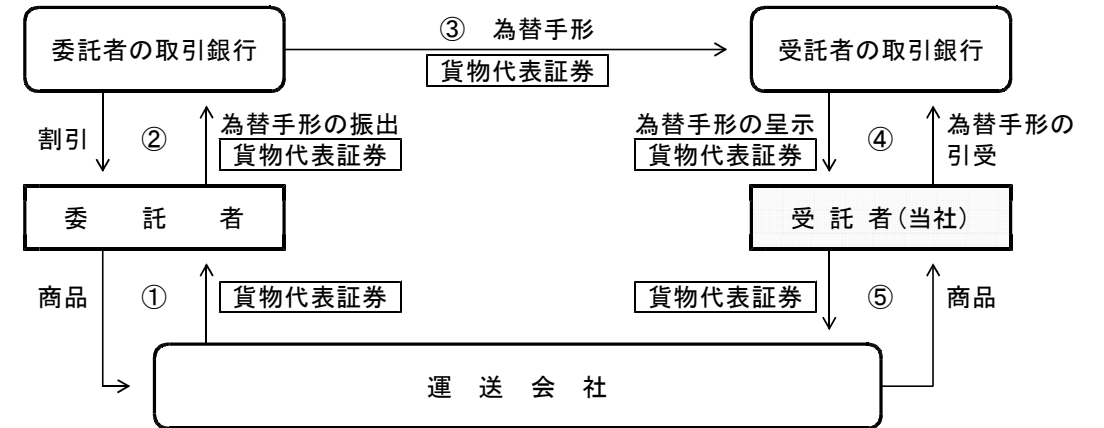 ③ 為替手形
委託者の取引銀行
受託者の取引銀行
貨物代表証券
割引
②
為替手形の振出
貨物代表証券
為替手形の呈示
貨物代表証券
④
為替手形の
引受
委託者
受託者(当社)
商品
①
貨物代表証券
貨物代表証券
⑤
商品
運送会社